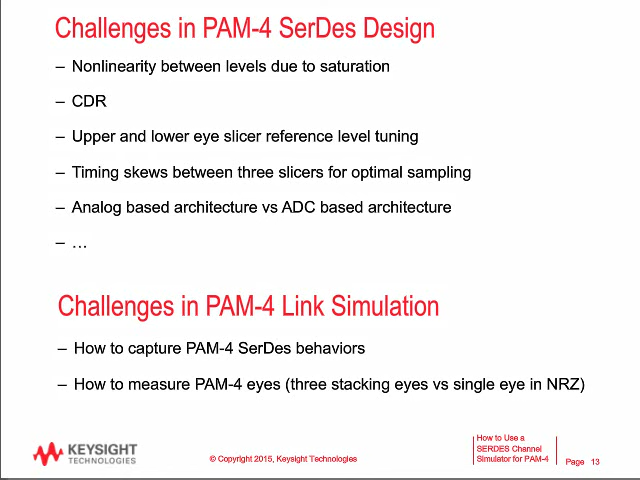 Challenges in PAM-4 SerDes Design
– Nonlinearity between levels due to saturation
– CDR
– Upper and lower eye slicer reference level tuning
– Timing skews between three slicers for optimal sampling
– Analog based architecture vs ADC based architecture
– …
Challenges in PAM-4 Link Simulation
– How to capture PAM-4 SerDes behaviors
– How to measure PAM-4 eyes (three stacking eyes vs single eye in NRZ)
KEYSIGHT
TECHNOLOGIES
© Copyright 2015, Keysight Technologies
How to Use a
SERDES Channel
Simulator for PAM-4
Page 13